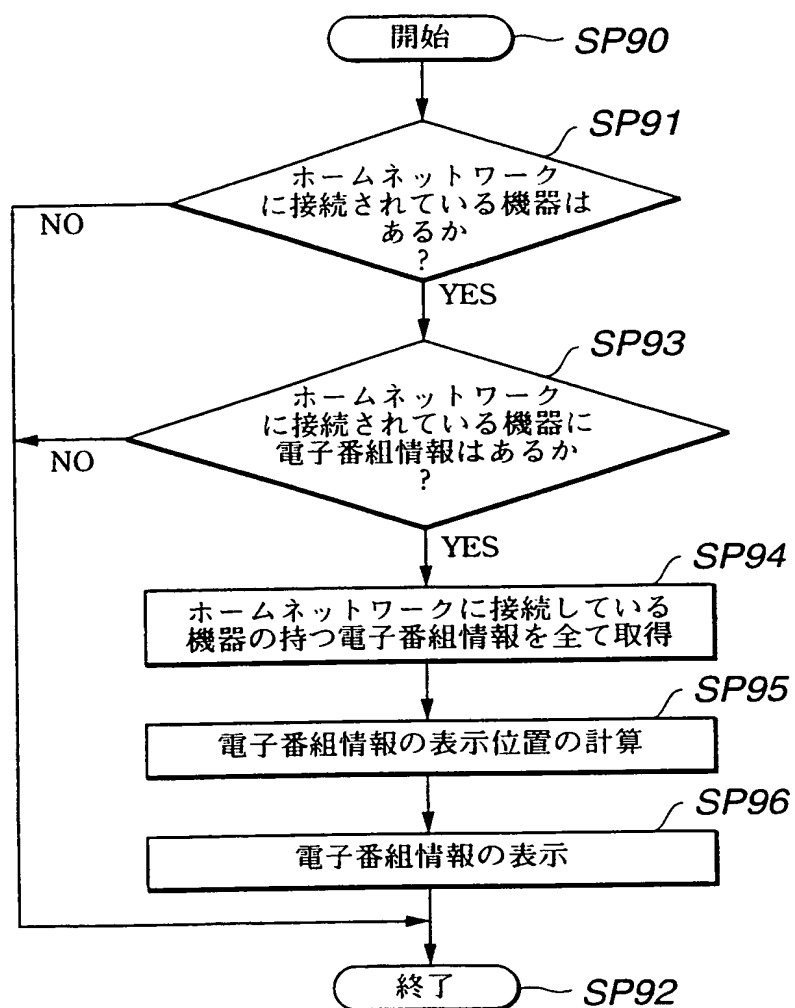 開始
SP90
SP91
ホームネットワーク
に接続されている機器は
あるか
?
NO
YES
SP93
ホームネットワーク
に接続されている機器に
電子番組情報はあるか
?
NO
YES
SP94
ホームネットワークに接続している
機器の持つ電子番組情報を全て取得
SP95
電子番組情報の表示位置の計算
SP96
電子番組情報の表示
終了
SP92